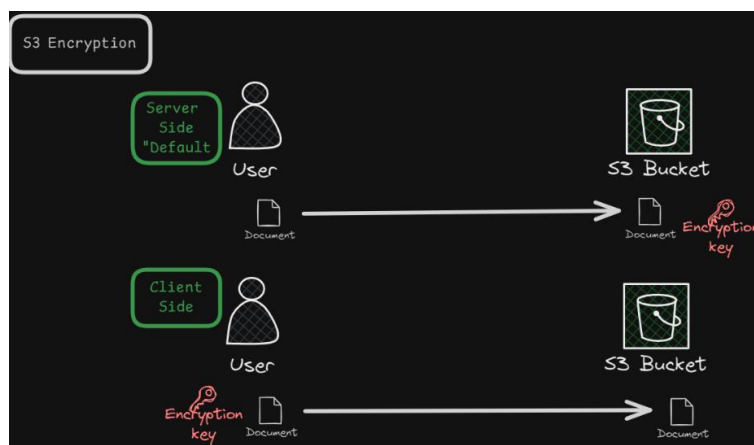 S3 Encryption
Server
Side
"Default
User
S3 Bucket
Document
Document
Encryption
key
Client
Side
User
S3 Bucket
Encryption
key
Document
Document